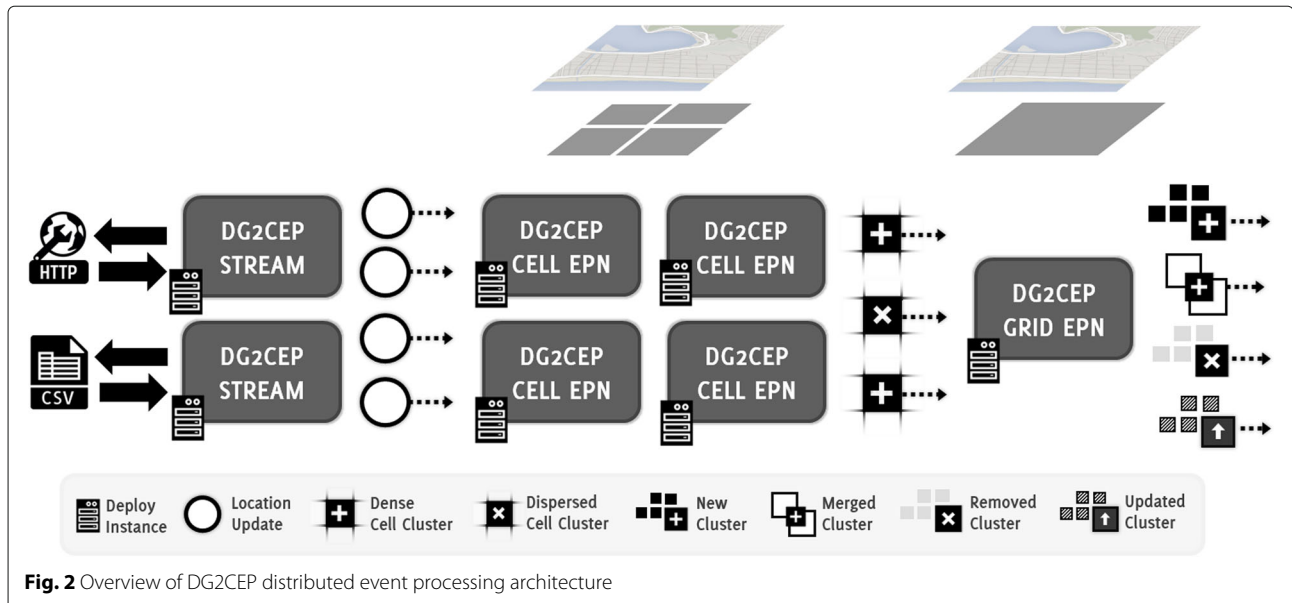 HTTP
DG2CEP
STREAM
DG2CEP
CELL EPN
DG2CEP
CELL EPN
DG2CEP
GRID EPN
CSV
DG2CEP
STREAM
DG2CEP
CELL EPN
DG2CEP
CELL EPN
Deploy
Instance
Location
Update
Dense
Cell Cluster
Dispersed
Cell Cluster
New
Cluster
Merged
Cluster
Removed
Cluster
Updated
Cluster
Fig. 2 Overview of DG2CEP distributed event processing architecture